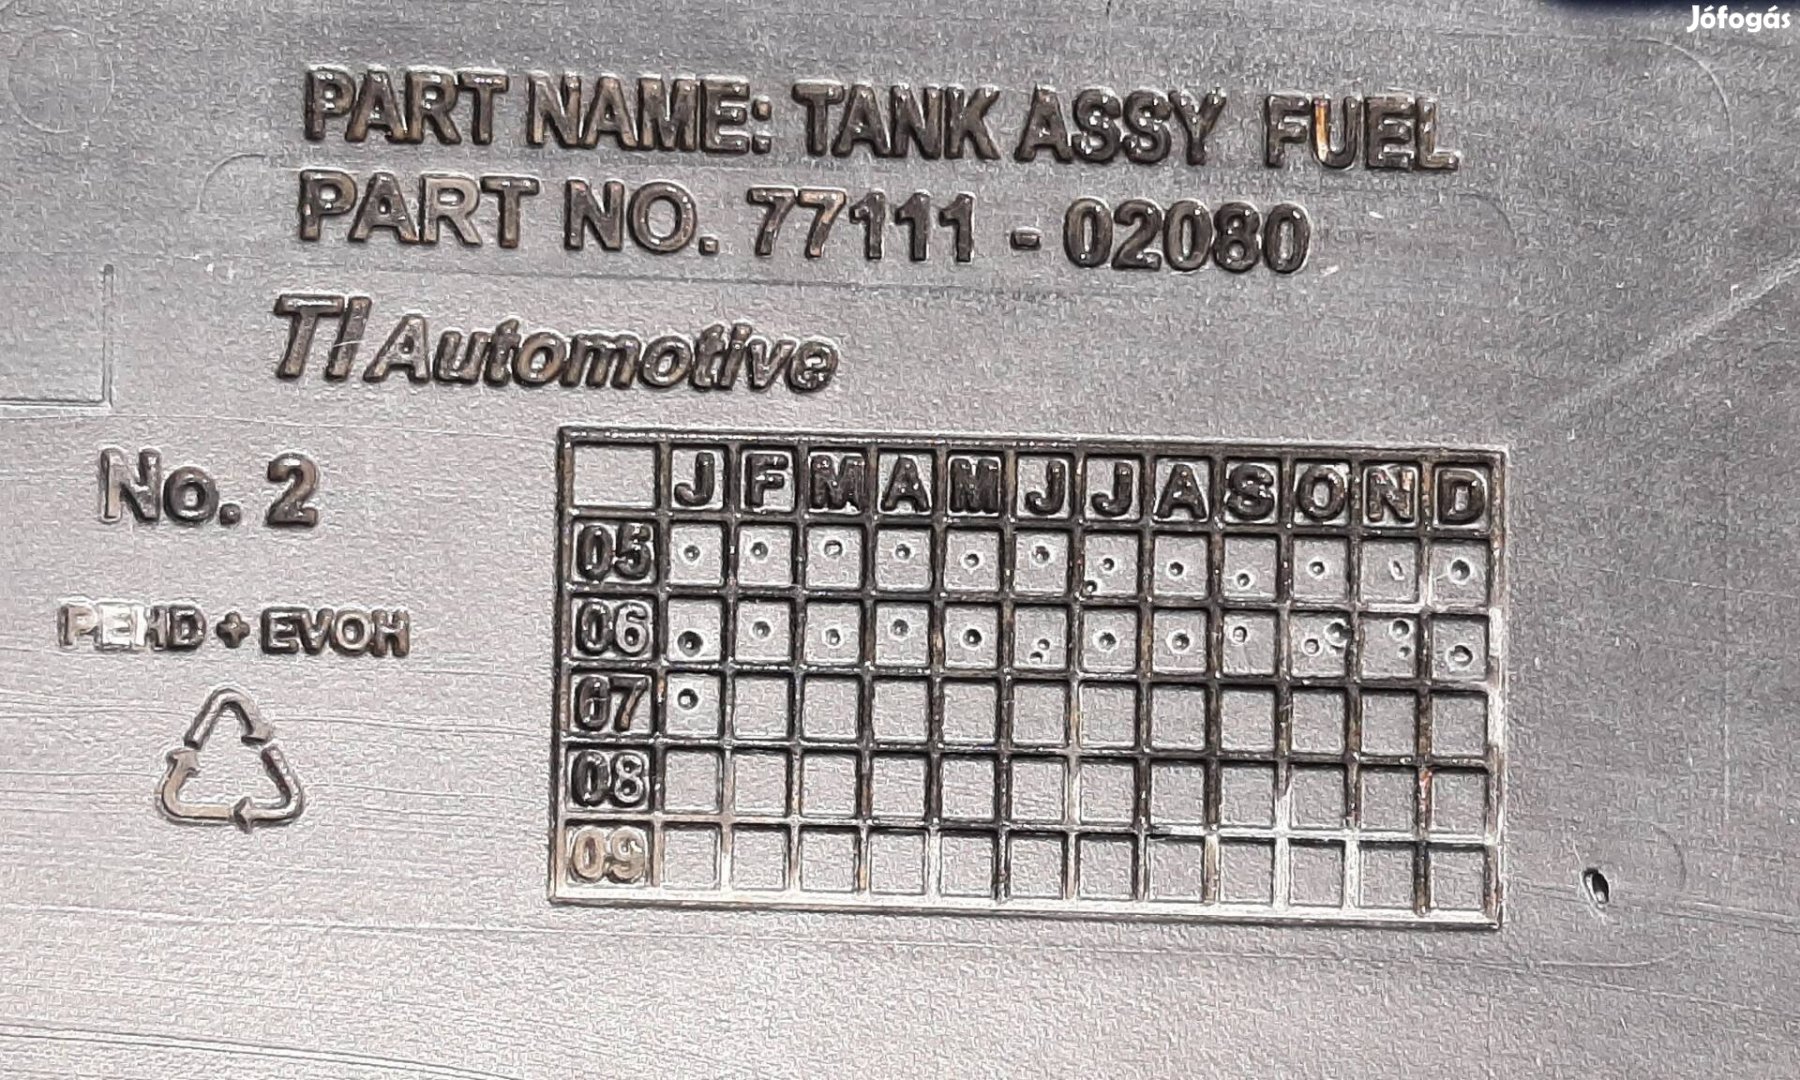 Jófogás
PART NAME: TANK ASSY FUEL
PART NO. 77111 - 02080
TI Automotive
No. 2
PEHD + EVOH
J F M A M J J A S O N D
05
06
07
08
09